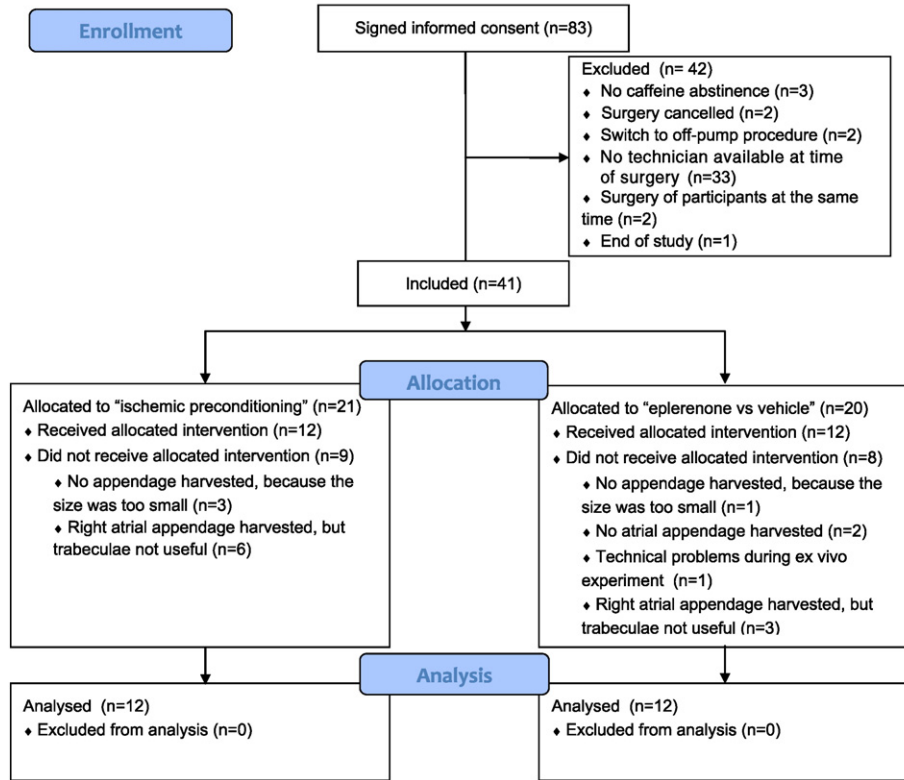 Enrollment
Signed informed consent (n=83)
Excluded (n= 42)
♦ No caffeine abstinence (n=3)
♦ Surgery cancelled (n=2)
♦ Switch to off-pump procedure (n=2)
♦ No technician available at time
of surgery (n=33)
♦ Surgery of participants at the same
time (n=2)
♦ End of study (n=1)
Included (n=41)
Allocation
Allocated to “ischemic preconditioning” (n=21)
♦ Received allocated intervention (n=12)
♦ Did not receive allocated intervention (n=9)
♦ No appendage harvested, because the
size was too small (n=3)
♦ Right atrial appendage harvested, but
trabeculae not useful (n=6)
Allocated to “eplerenone vs vehicle” (n=20)
♦ Received allocated intervention (n=12)
♦ Did not receive allocated intervention (n=8)
♦ No appendage harvested, because the
size was too small (n=1)
♦ No atrial appendage harvested (n=2)
♦ Technical problems during ex vivo
experiment (n=1)
♦ Right atrial appendage harvested, but
trabeculae not useful (n=3)
Analysis
Analysed (n=12)
♦ Excluded from analysis (n=0)
Analysed (n=12)
♦ Excluded from analysis (n=0)